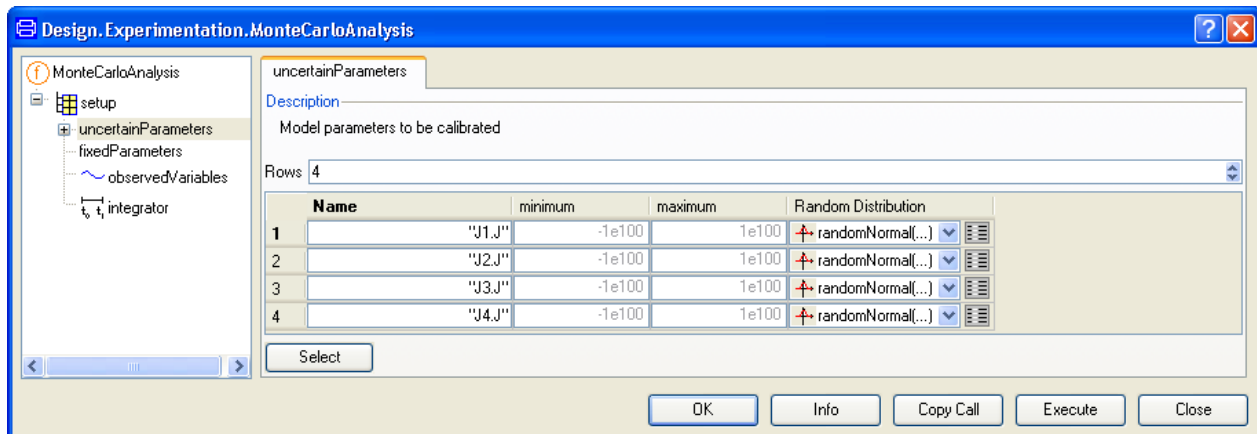 Design.Experimentation.MonteCarloAnalysis
MonteCarloAnalysis
setup
uncertainParameters
fixedParameters
observedVariables
t₀ t₁ integrator
uncertainParameters
Description
Model parameters to be calibrated
Rows 4
Name minimum maximum Random Distribution
1 "J1.J" -1e100 1e100 randomNormal(...)
2 "J2.J" -1e100 1e100 randomNormal(...)
3 "J3.J" -1e100 1e100 randomNormal(...)
4 "J4.J" -1e100 1e100 randomNormal(...)
Select
OK Info Copy Call Execute Close